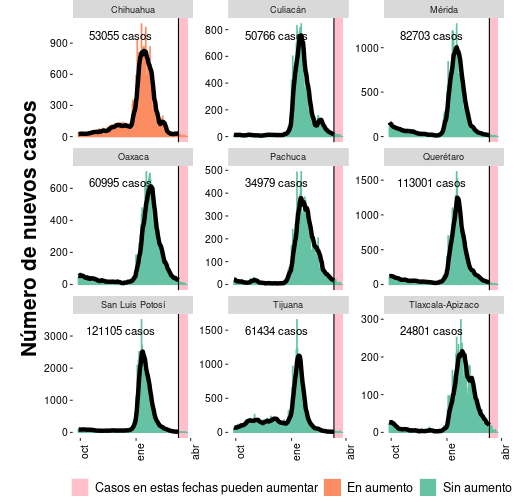 Chihuahua
Culiacán
Mérida
53055 casos
50766 casos
82703 casos
900
600
300
0
800
600
400
200
0
1000
500
0
Oaxaca
Pachuca
Querétaro
60995 casos
34979 casos
113001 casos
600
400
200
0
500
400
300
200
100
0
1500
1000
500
0
San Luis Potosí
Tijuana
Tlaxcala-Apizaco
121105 casos
61434 casos
24801 casos
3000
2000
1000
0
1500
1000
500
0
300
200
100
0
oct
ene
abr
oct
ene
abr
oct
ene
abr
Número de nuevos casos
Casos en estas fechas pueden aumentar
En aumento
Sin aumento